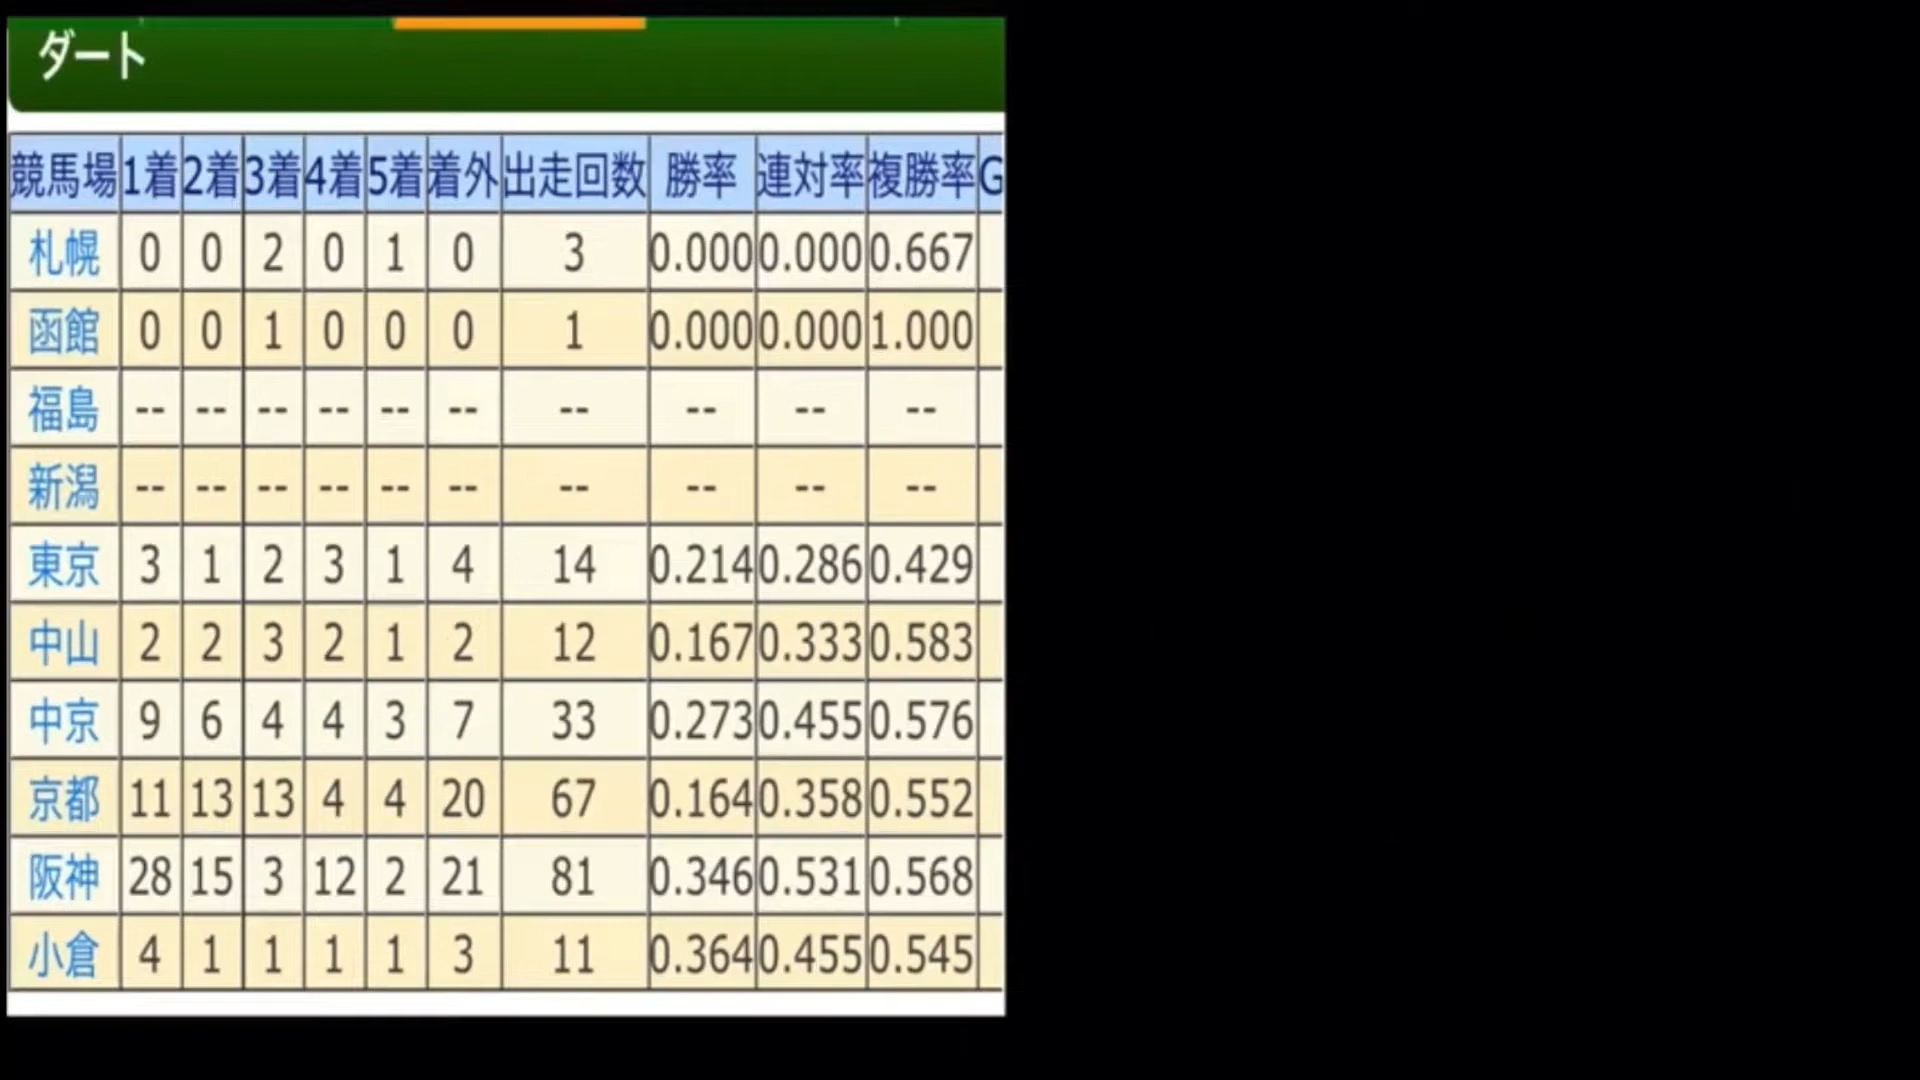 ダート
競馬場 1着 2着 3着 4着 5着 着外 出走回数 勝率 連対率 複勝率 G
札幌 0 0 2 0 1 0 3 0.000 0.000 0.667
函館 0 0 1 0 0 0 1 0.000 0.000 1.000
福島 -- -- -- -- -- -- -- -- -- --
新潟 -- -- -- -- -- -- -- -- -- --
東京 3 1 2 3 1 4 14 0.214 0.286 0.429
中山 2 2 3 2 1 2 12 0.167 0.333 0.583
中京 9 6 4 4 3 7 33 0.273 0.455 0.576
京都 11 13 13 4 4 20 67 0.164 0.358 0.552
阪神 28 15 3 12 2 21 81 0.346 0.531 0.568
小倉 4 1 1 1 1 3 11 0.364 0.455 0.545